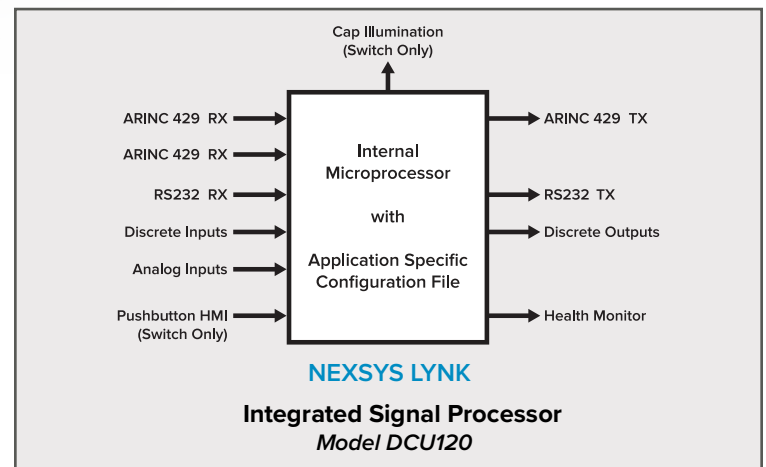 Cap Illumination
(Switch Only)
ARINC 429 RX
ARINC 429 RX
RS232 RX
Discrete Inputs
Analog Inputs
Pushbutton HMI
(Switch Only)
Internal
Microprocessor
with
Application Specific
Configuration File
ARINC 429 TX
RS232 TX
Discrete Outputs
Health Monitor
NEXSYS LYNK
Integrated Signal Processor
Model DCU120